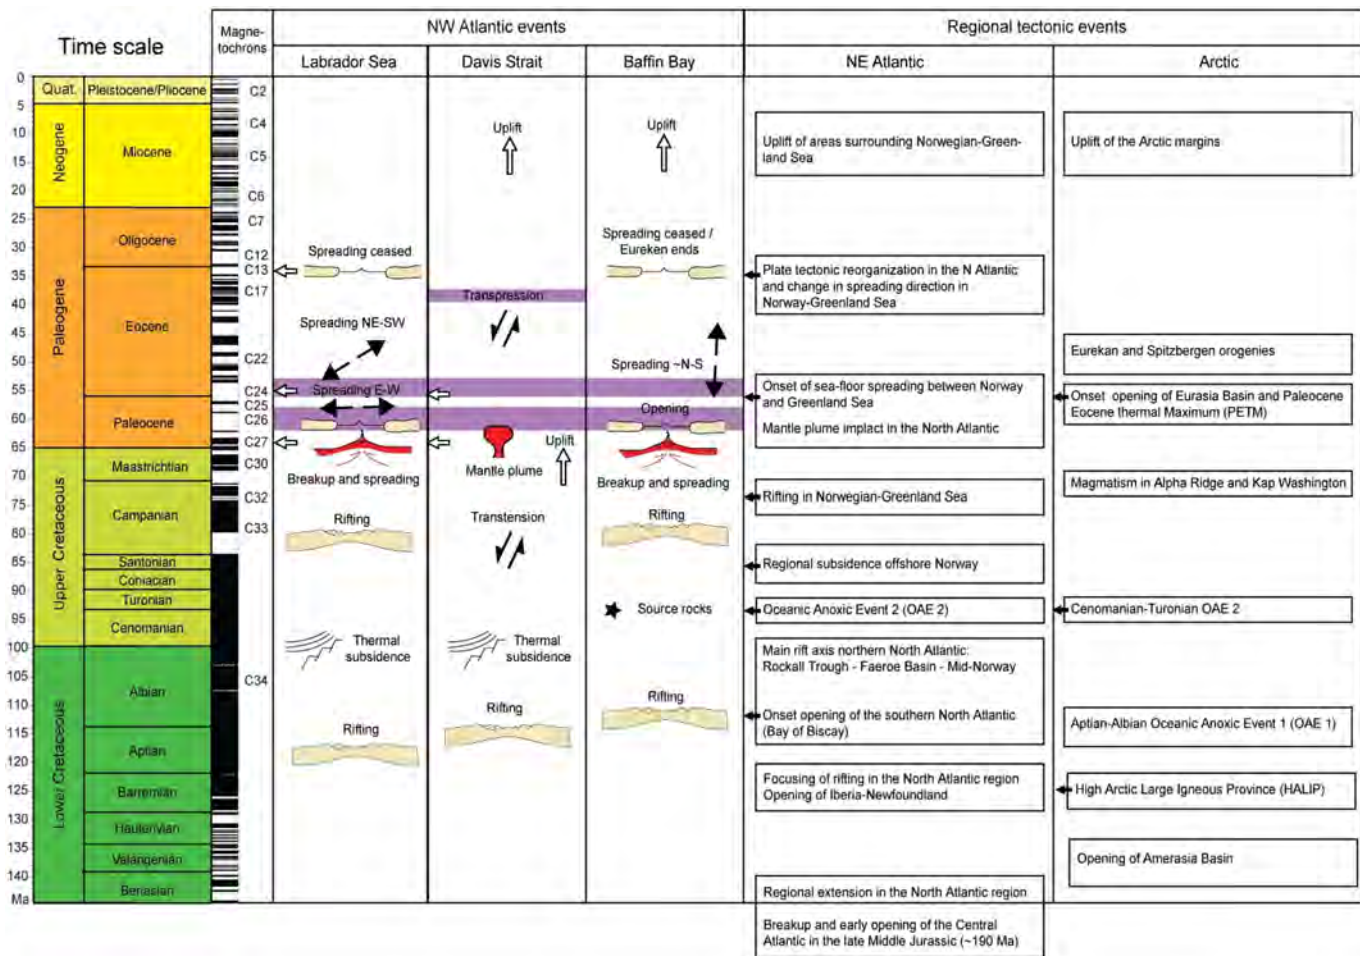 Time scale
Magne-
tochrons
NW Atlantic events
Regional tectonic events
Labrador Sea
Davis Strait
Baffin Bay
NE Atlantic
Arctic
0
5
10
15
20
25
30
35
40
45
50
55
60
65
70
75
80
85
90
95
100
105
110
115
120
125
130
135
140
Ma
Quat.
Neogene
Paleogene
Upper Cretaceous
Lower Cretaceous
Pleistocene/Pliocene
Miocene
Oligocene
Eocene
Paleocene
Maastrichtian
Campanian
Santonian
Coniacian
Turonian
Cenomanian
Albian
Aptian
Barremian
Hauterivian
Valangenian
Beriasian
C2
C4
C5
C6
C7
C12
C13
C17
C22
C24
C25
C26
C27
C30
C32
C33
C34
Spreading ceased
Spreading NE-SW
Spreading E-W
Breakup and spreading
Rifting
Thermal
subsidence
Rifting
Uplift
Transpression
Uplift
Mantle plume
Transtension
Thermal
subsidence
Rifting
Uplift
Spreading ceased /
Eureken ends
Spreading ~N-S
Opening
Breakup and spreading
Rifting
Source rocks
Rifting
Uplift of areas surrounding Norwegian-Green-
land Sea
Plate tectonic reorganization in the N Atlantic
and change in spreading direction in
Norway-Greenland Sea
Onset of sea-floor spreading between Norway
and Greenland Sea
Mantle plume impact in the North Atlantic
Rifting in Norwegian-Greenland Sea
Regional subsidence offshore Norway
Oceanic Anoxic Event 2 (OAE 2)
Main rift axis northern North Atlantic:
Rockall Trough - Faeroe Basin - Mid-Norway
Onset opening of the southern North Atlantic
(Bay of Biscay)
Focusing of rifting in the North Atlantic region
Opening of Iberia-Newfoundland
Regional extension in the North Atlantic region
Breakup and early opening of the Central
Atlantic in the late Middle Jurassic (~190 Ma)
Uplift of the Arctic margins
Eurekan and Spitzbergen orogenies
Onset opening of Eurasia Basin and Paleocene
Eocene thermal Maximum (PETM)
Magmatism in Alpha Ridge and Kap Washington
Cenomanian-Turonian OAE 2
Aptian-Albian Oceanic Anoxic Event 1 (OAE 1)
High Arctic Large Igneous Province (HALIP)
Opening of Amerasia Basin